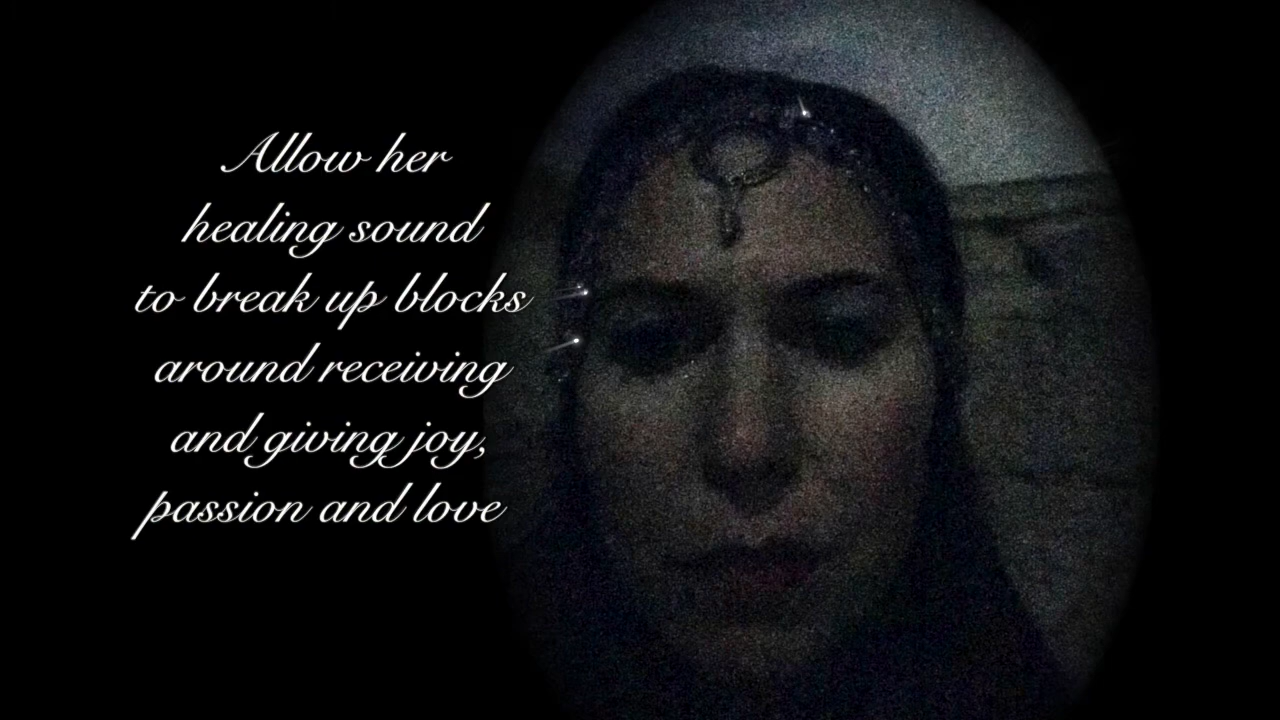 Allow her
healing sound
to break up blocks
around receiving
and giving joy,
passion and love